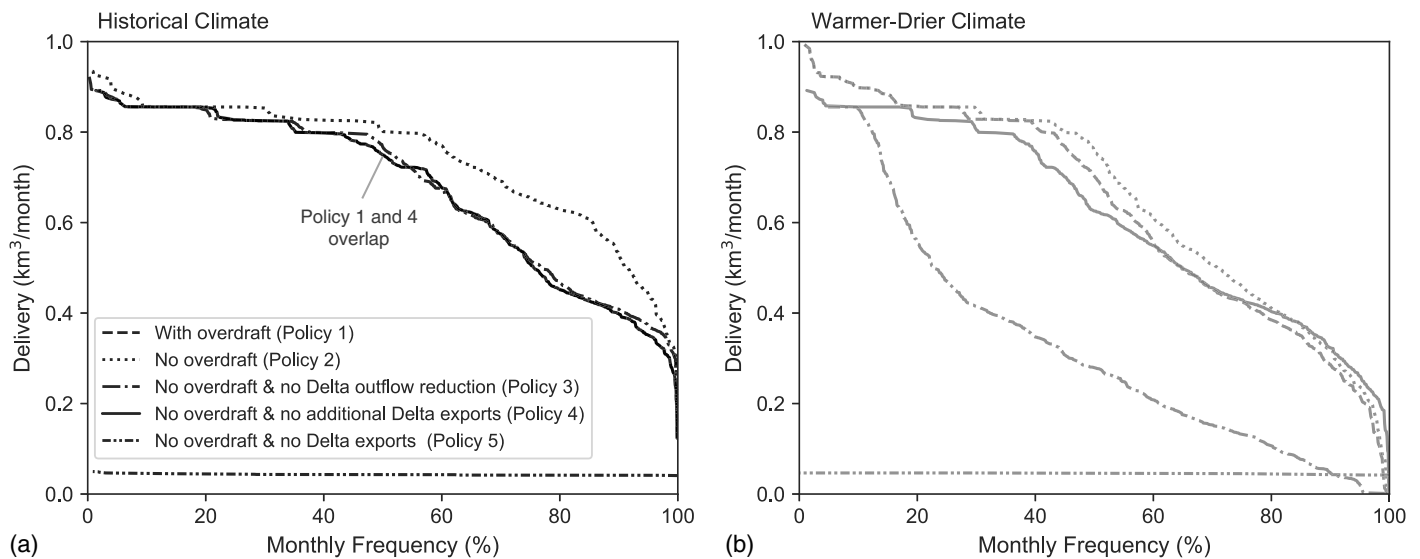 Historical Climate
1.0
0.8
0.6
0.4
0.2
0.0
Delivery (km³/month)
Policy 1 and 4
overlap
With overdraft (Policy 1)
No overdraft (Policy 2)
No overdraft & no Delta outflow reduction (Policy 3)
No overdraft & no additional Delta exports (Policy 4)
No overdraft & no Delta exports (Policy 5)
0 20 40 60 80 100
(a) Monthly Frequency (%)
Warmer-Drier Climate
1.0
0.8
0.6
0.4
0.2
0.0
Delivery (km³/month)
0 20 40 60 80 100
(b) Monthly Frequency (%)